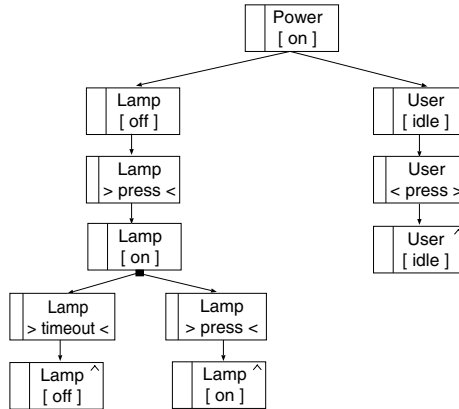 Power
[ on ]
Lamp
[ off ]
User
[ idle ]
Lamp
> press <
User
< press >
Lamp
[ on ]
User ^
[ idle ]
Lamp
> timeout <
Lamp
> press <
Lamp ^
[ off ]
Lamp ^
[ on ]